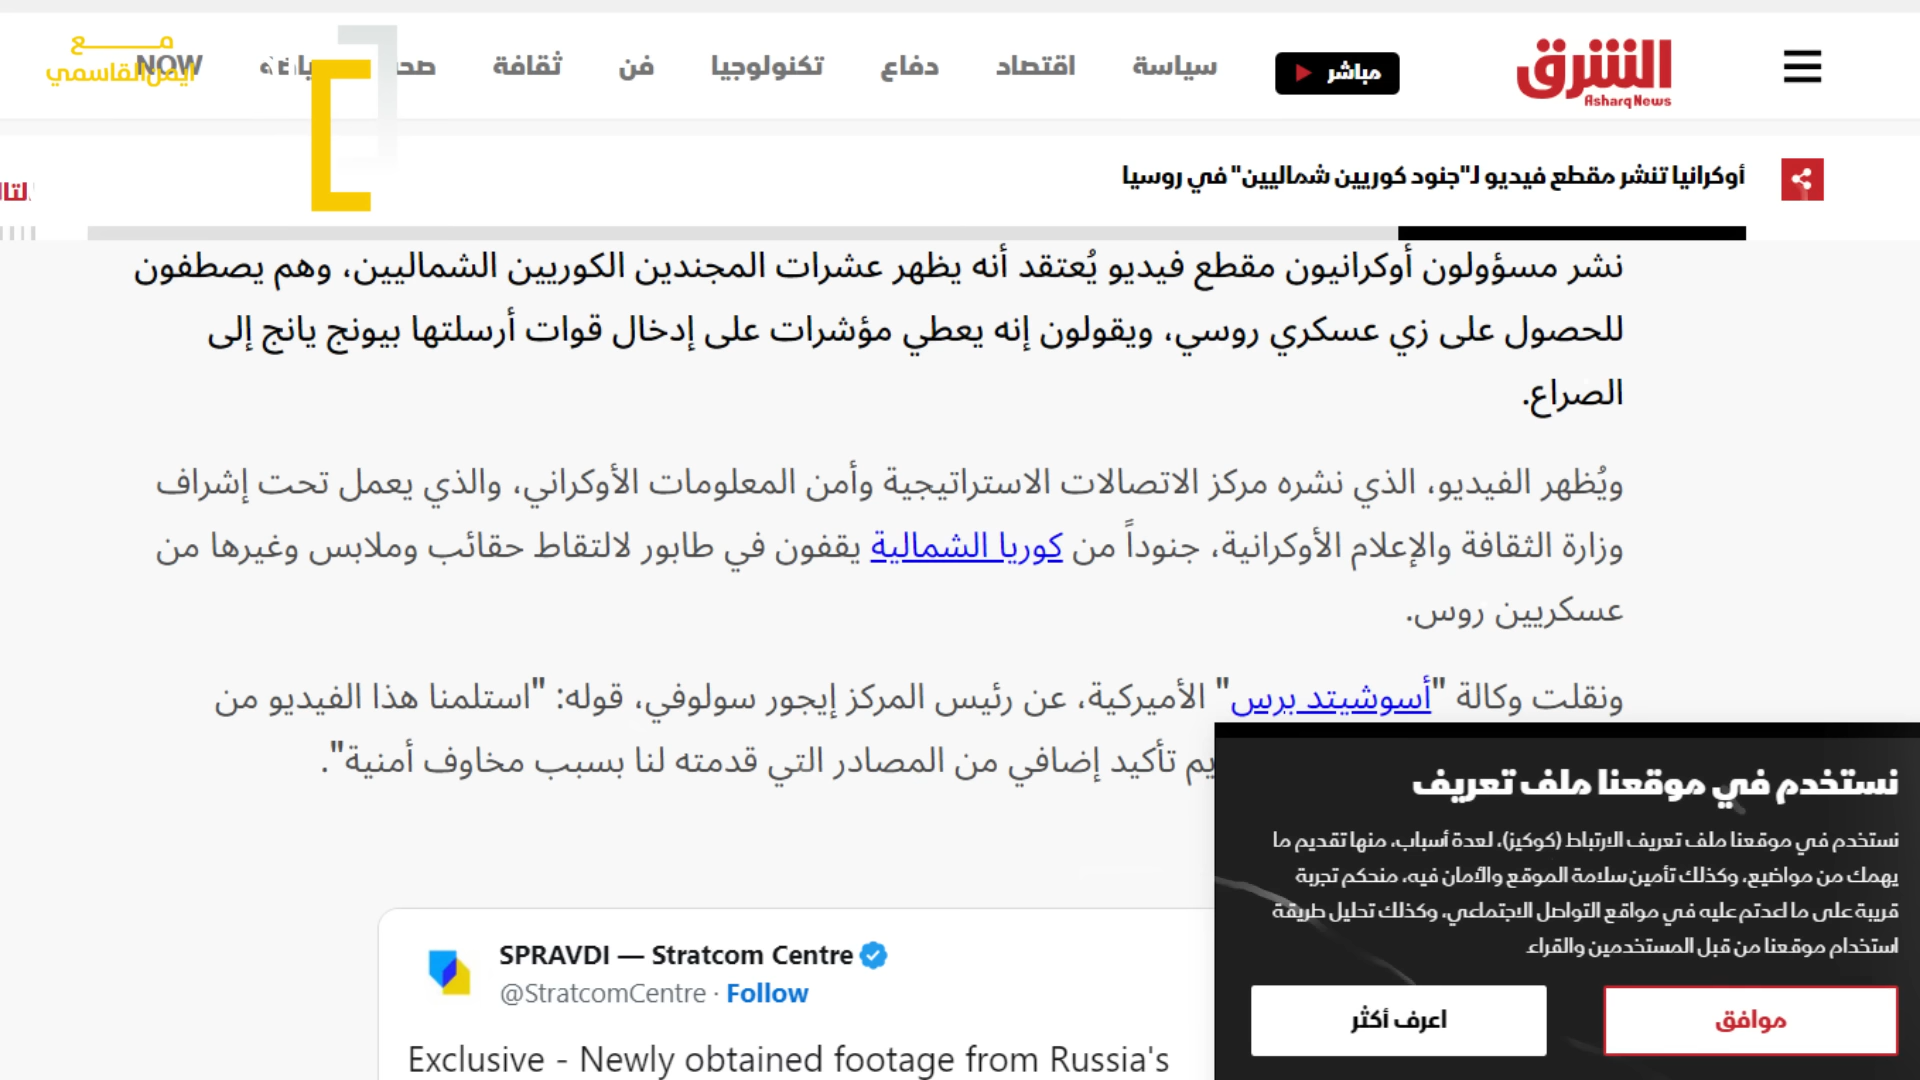 الشرق
Asharq News
مباشر
سياسة
اقتصاد
دفاع
تكنولوجيا
فن
ثقافة
NOW
مع
أيمن القاسمي
أوكرانيا تنشر مقطع فيديو لـ"جنود كوريين شماليين" في روسيا
نشر مسؤولون أوكرانيون مقطع فيديو يُعتقد أنه يظهر عشرات المجندين الكوريين الشماليين، وهم يصطفون
للحصول على زي عسكري روسي، ويقولون إنه يعطي مؤشرات على إدخال قوات أرسلتها بيونج يانج إلى
الصراع.
ويُظهر الفيديو، الذي نشره مركز الاتصالات الاستراتيجية وأمن المعلومات الأوكراني، والذي يعمل تحت إشراف
وزارة الثقافة والإعلام الأوكرانية، جنوداً من كوريا الشمالية يقفون في طابور لالتقاط حقائب وملابس وغيرها من
عسكريين روس.
ونقلت وكالة "أسوشيتد برس" الأميركية، عن رئيس المركز إيجور سولوفي، قوله: "استلمنا هذا الفيديو من
تأكيد إضافي من المصادر التي قدمته لنا بسبب مخاوف أمنية".
SPRAVDI — Stratcom Centre
@StratcomCentre · Follow
Exclusive - Newly obtained footage from Russia's
نستخدم في موقعنا ملف تعريف
نستخدم في موقعنا ملف تعريف الارتباط (كوكيز)، لعدة أسباب، منها تقديم ما
يهمك من مواضيع، وكذلك تأمين سلامة الموقع والأمان فيه، منحكم تجربة
قريبة على ما اعدتم عليه في مواقع التواصل الاجتماعي، وكذلك تحليل طريقة
استخدام موقعنا من قبل المستخدمين والقراء.
موافق
اعرف أكثر